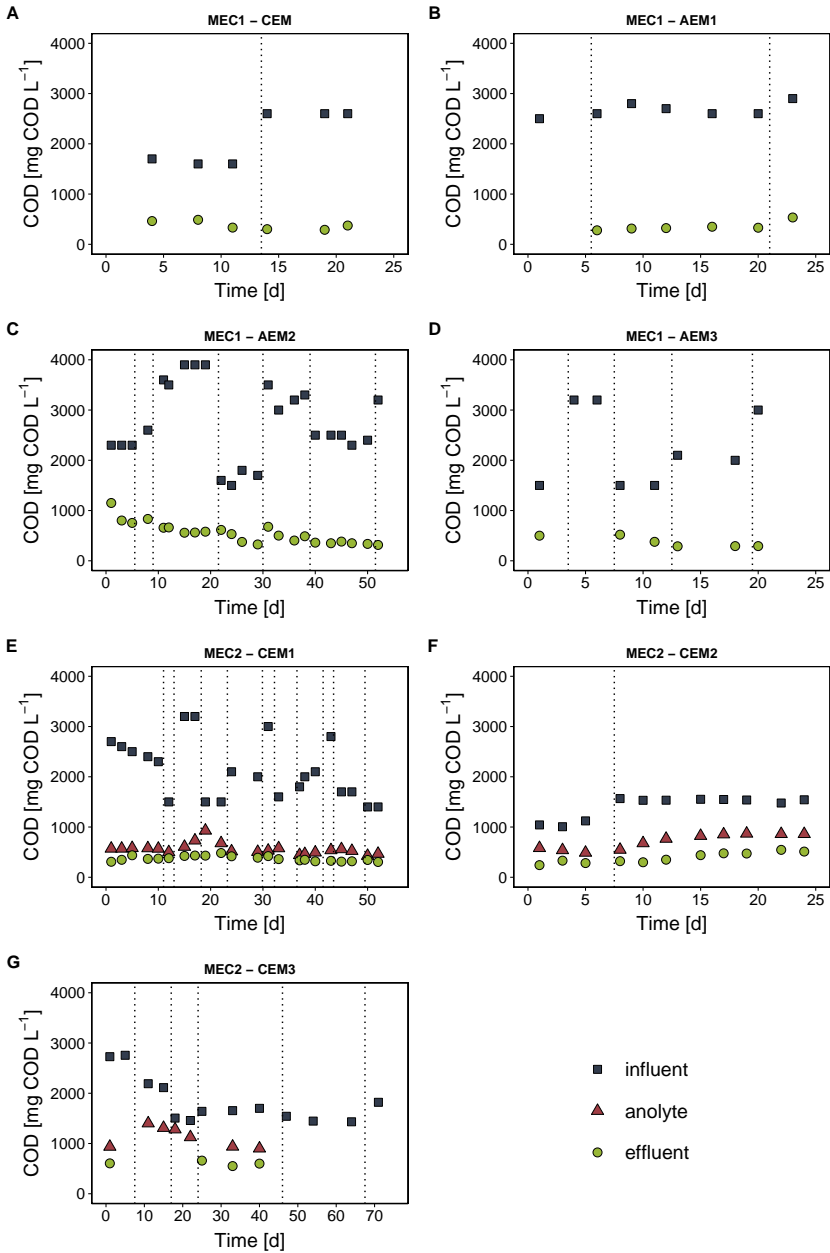 A
MEC1 – CEM
COD [mg COD L⁻¹]
4000
3000
2000
1000
0
0 5 10 15 20 25
Time [d]
B
MEC1 – AEM1
COD [mg COD L⁻¹]
4000
3000
2000
1000
0
0 5 10 15 20 25
Time [d]
C
MEC1 – AEM2
COD [mg COD L⁻¹]
4000
3000
2000
1000
0
0 10 20 30 40 50
Time [d]
D
MEC1 – AEM3
COD [mg COD L⁻¹]
4000
3000
2000
1000
0
0 5 10 15 20 25
Time [d]
E
MEC2 – CEM1
COD [mg COD L⁻¹]
4000
3000
2000
1000
0
0 10 20 30 40 50
Time [d]
F
MEC2 – CEM2
COD [mg COD L⁻¹]
4000
3000
2000
1000
0
0 5 10 15 20 25
Time [d]
G
MEC2 – CEM3
COD [mg COD L⁻¹]
4000
3000
2000
1000
0
0 10 20 30 40 50 60 70
Time [d]
influent
anolyte
effluent